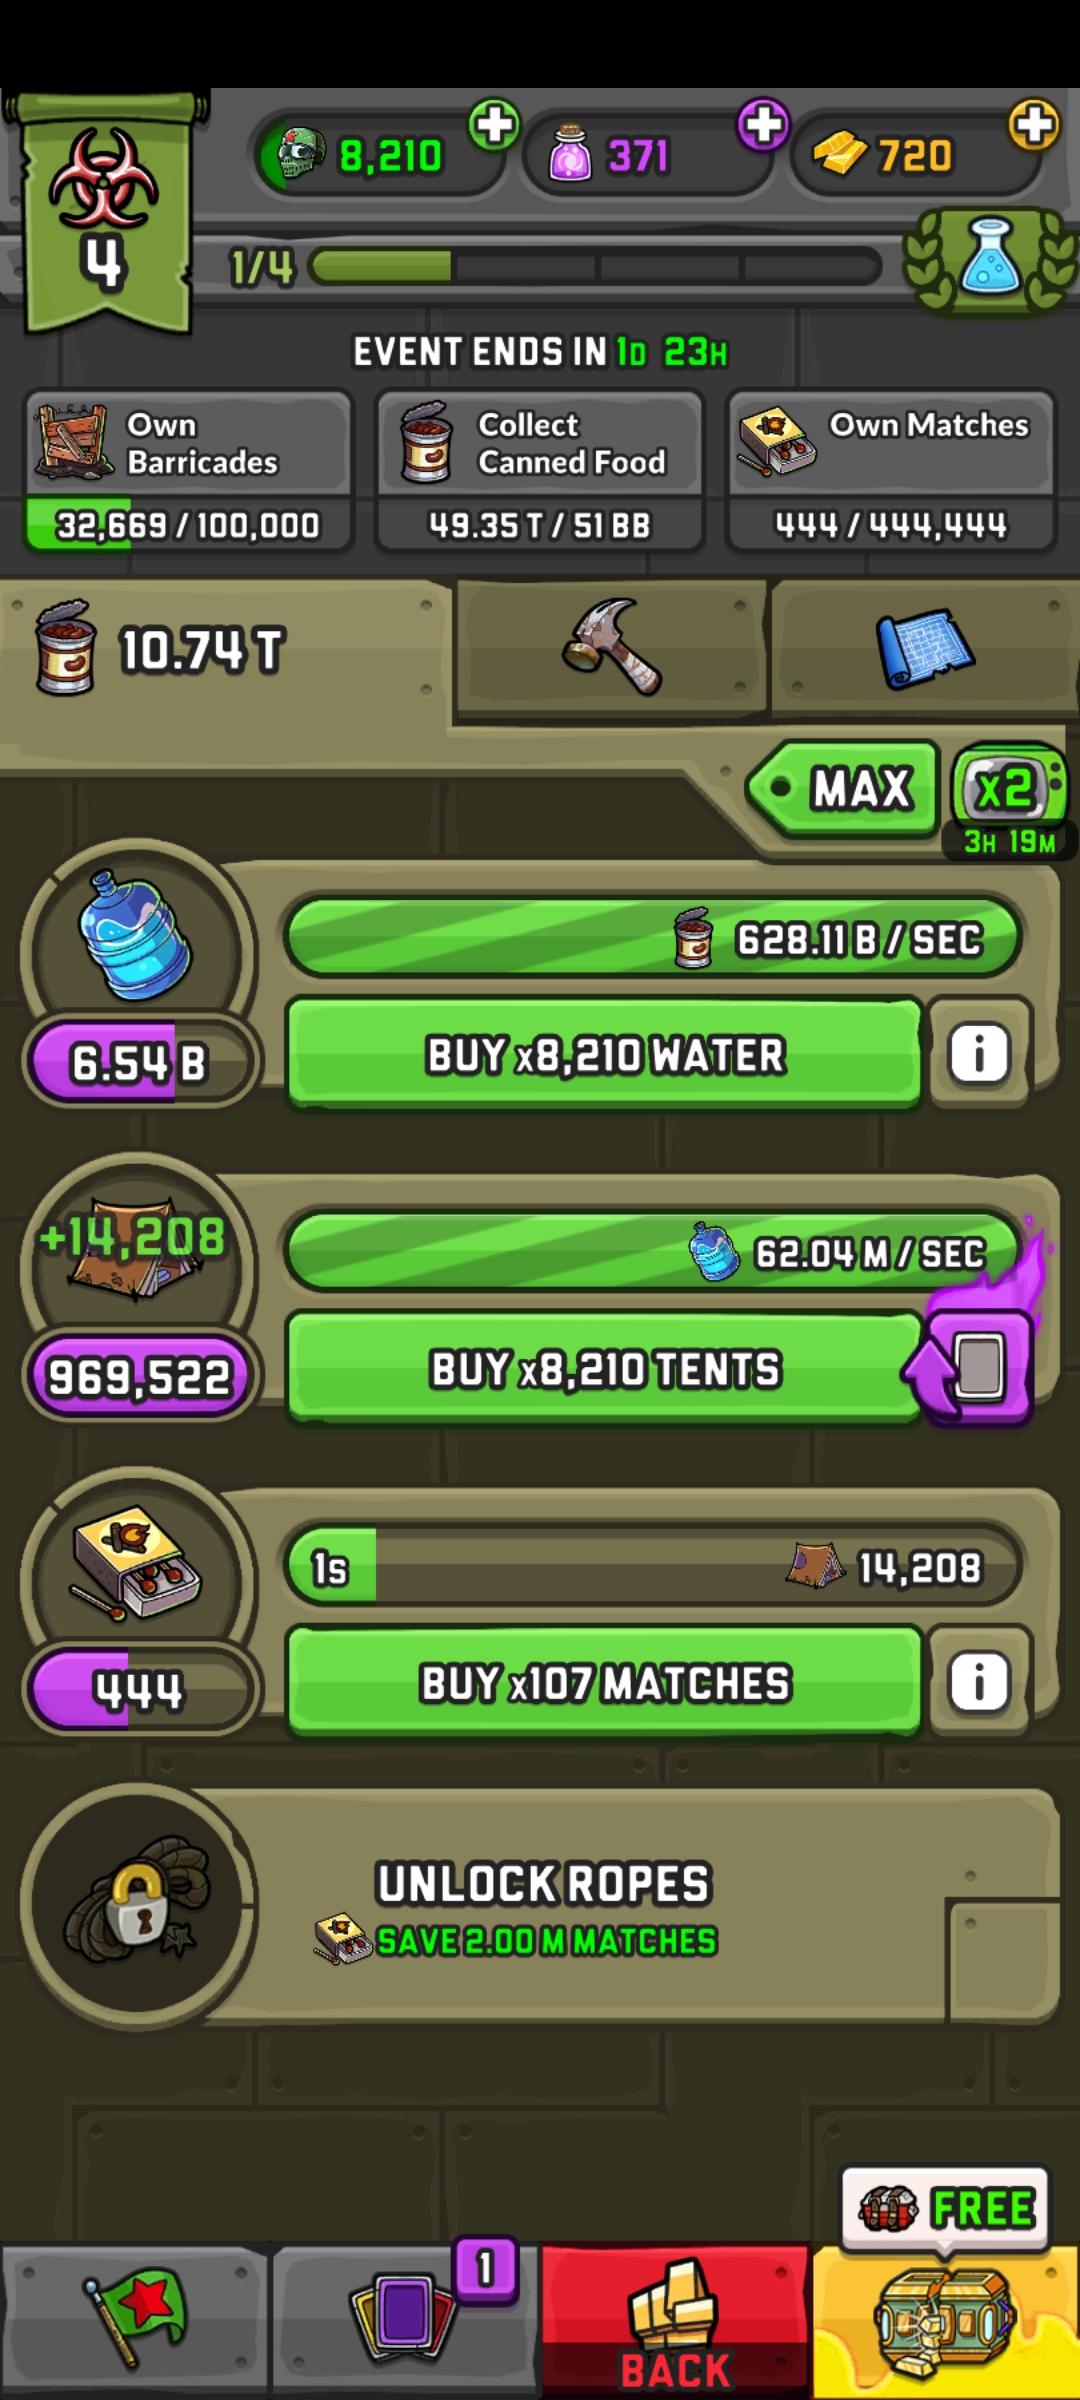 4
8,210
371
720
1/4
EVENT ENDS IN 1D 23H
Own Barricades
32,669 / 100,000
Collect Canned Food
49.35 T / 51 BB
Own Matches
444 / 444,444
10.74 T
MAX
x2
3H 19M
628.11 B / SEC
6.54 B
BUY x8,210 WATER
i
+14,208
62.04 M / SEC
969,522
BUY x8,210 TENTS
1s
14,208
444
BUY x107 MATCHES
i
UNLOCK ROPES
SAVE 2.00 M MATCHES
FREE
1
BACK